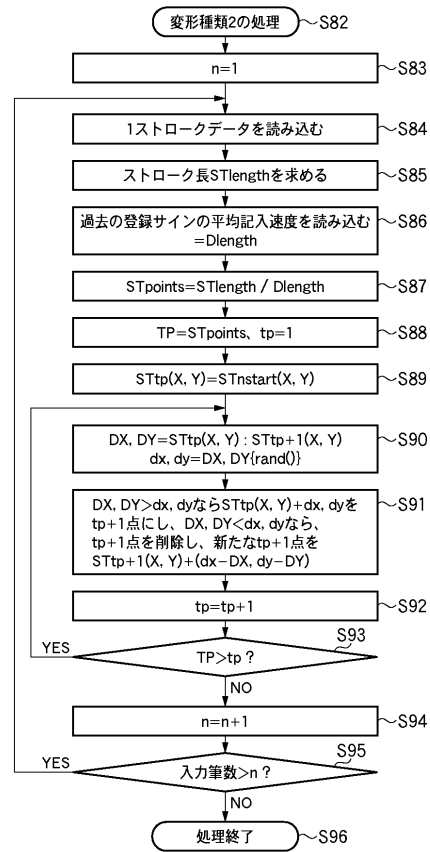 変形種類2の処理 S82
n=1 S83
1ストロークデータを読み込む S84
ストローク長STlengthを求める S85
過去の登録サインの平均記入速度を読み込む
=Dlength S86
STpoints=STlength / Dlength S87
TP=STpoints、tp=1 S88
STtp(X, Y)=STnstart(X, Y) S89
DX, DY=STtp(X, Y) : STtp+1(X, Y) S90
dx, dy=DX, DY{rand()}
DX, DY>dx, dyならSTtp(X, Y)+dx, dyを S91
tp+1点にし、DX, DY<dx, dyなら、
tp+1点を削除し、新たなtp+1点を
STtp+1(X, Y)+(dx−DX, dy−DY)
tp=tp+1 S92
YES TP>tp ? S93
NO
n=n+1 S94
YES 入力筆数>n ? S95
NO
処理終了 S96